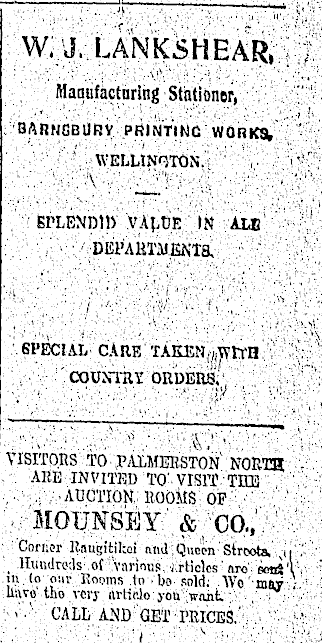 W. J. LANKSHEAR,
Manufacturing Stationer,
BARNSBURY PRINTING WORKS,
WELLINGTON.
SPLENDID VALUE IN ALL
DEPARTMENTS.
SPECIAL CARE TAKEN WITH
COUNTRY ORDERS.
VISITORS TO PALMERSTON NORTH
ARE INVITED TO VISIT THE
AUCTION ROOMS OF
MOUNSEY & CO.,
Corner Rangitikei and Queen Streets,
Hundreds of various articles are sent
in to our Rooms to be sold. We may
have the very article you want.
CALL AND GET PRICES.